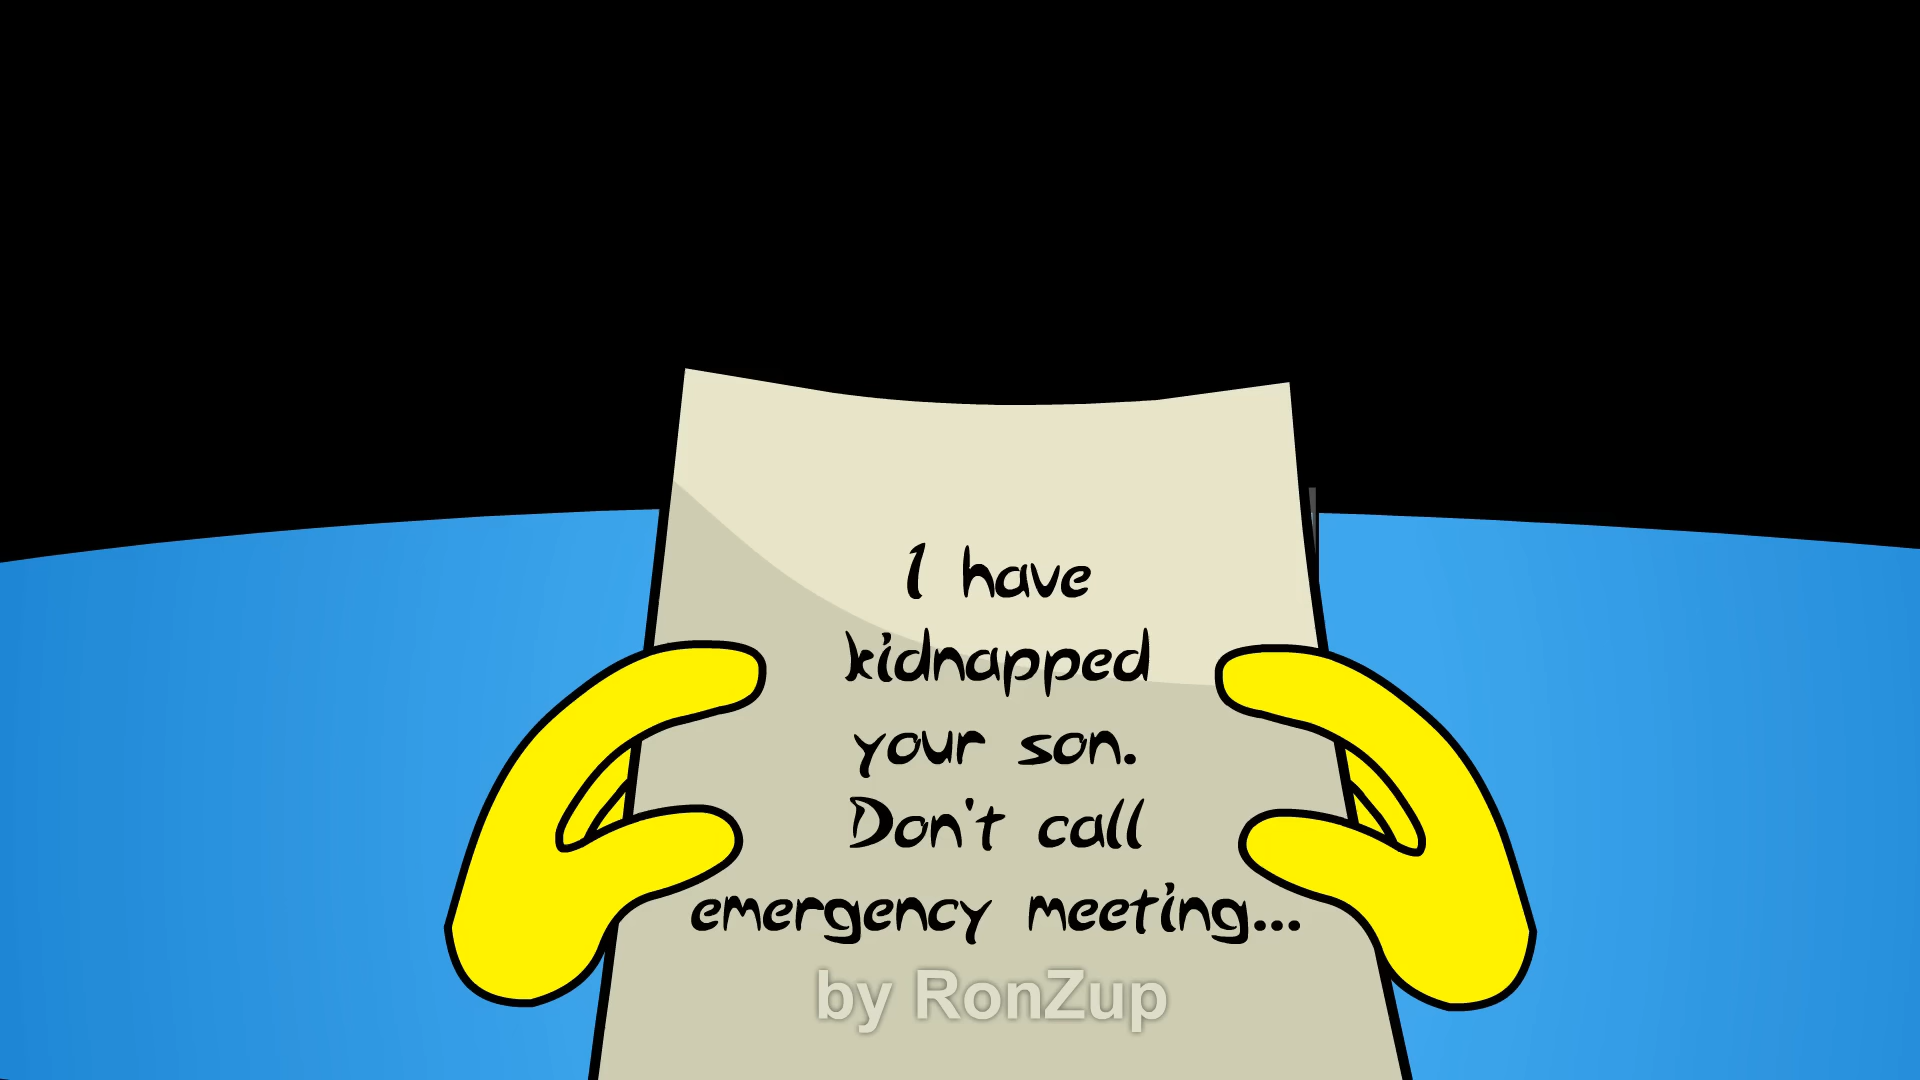 I have
kidnapped
your son.
Don't call
emergency meeting...
by RonZup